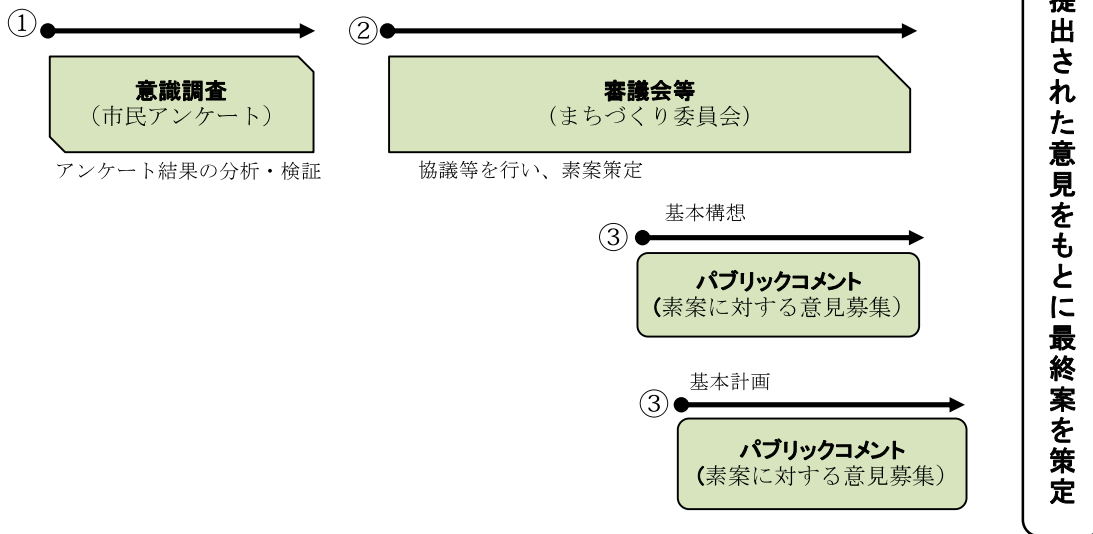 ①
②
意識調査
(市民アンケート)
アンケート結果の分析・検証
審議会等
(まちづくり委員会)
協議等を行い、素案策定
基本構想
③
パブリックコメント
(素案に対する意見募集)
基本計画
③
パブリックコメント
(素案に対する意見募集)
提出された意見をもとに最終案を策定